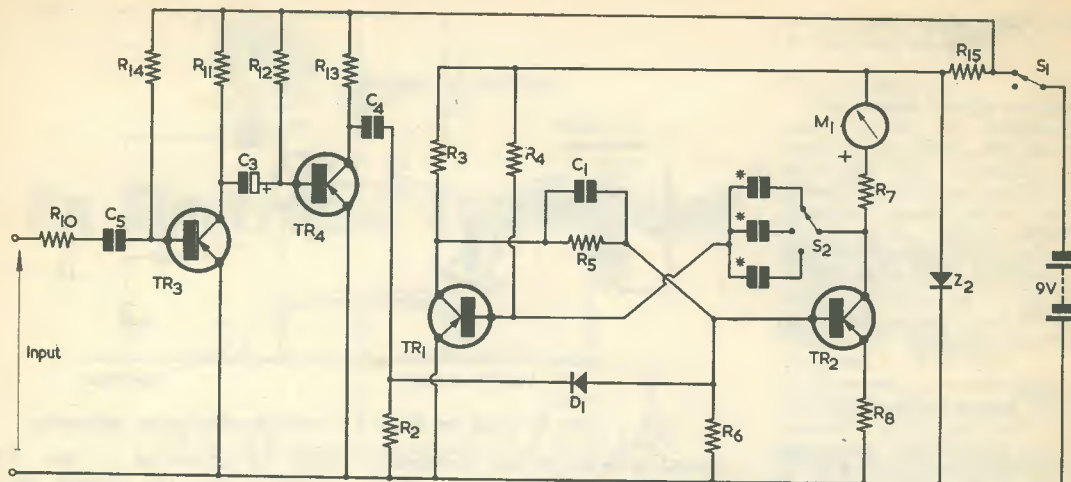 R14
R11
R12
R13
R15
S1
C4
M1
+
R3
R4
C1
R7
C3
+
*
R10
C5
TR4
R5
*
S2
TR3
*
Z2
9V
TR1
TR2
Input
D1
R2
R6
R8